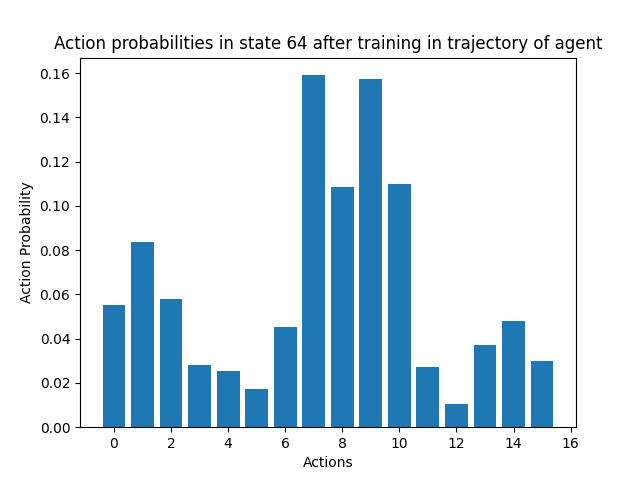 Action probabilities in state 64 after training in trajectory of agent
0.16
0.14
0.12
0.10
0.08
0.06
0.04
0.02
0.00
Action Probability
0 2 4 6 8 10 12 14 16
Actions